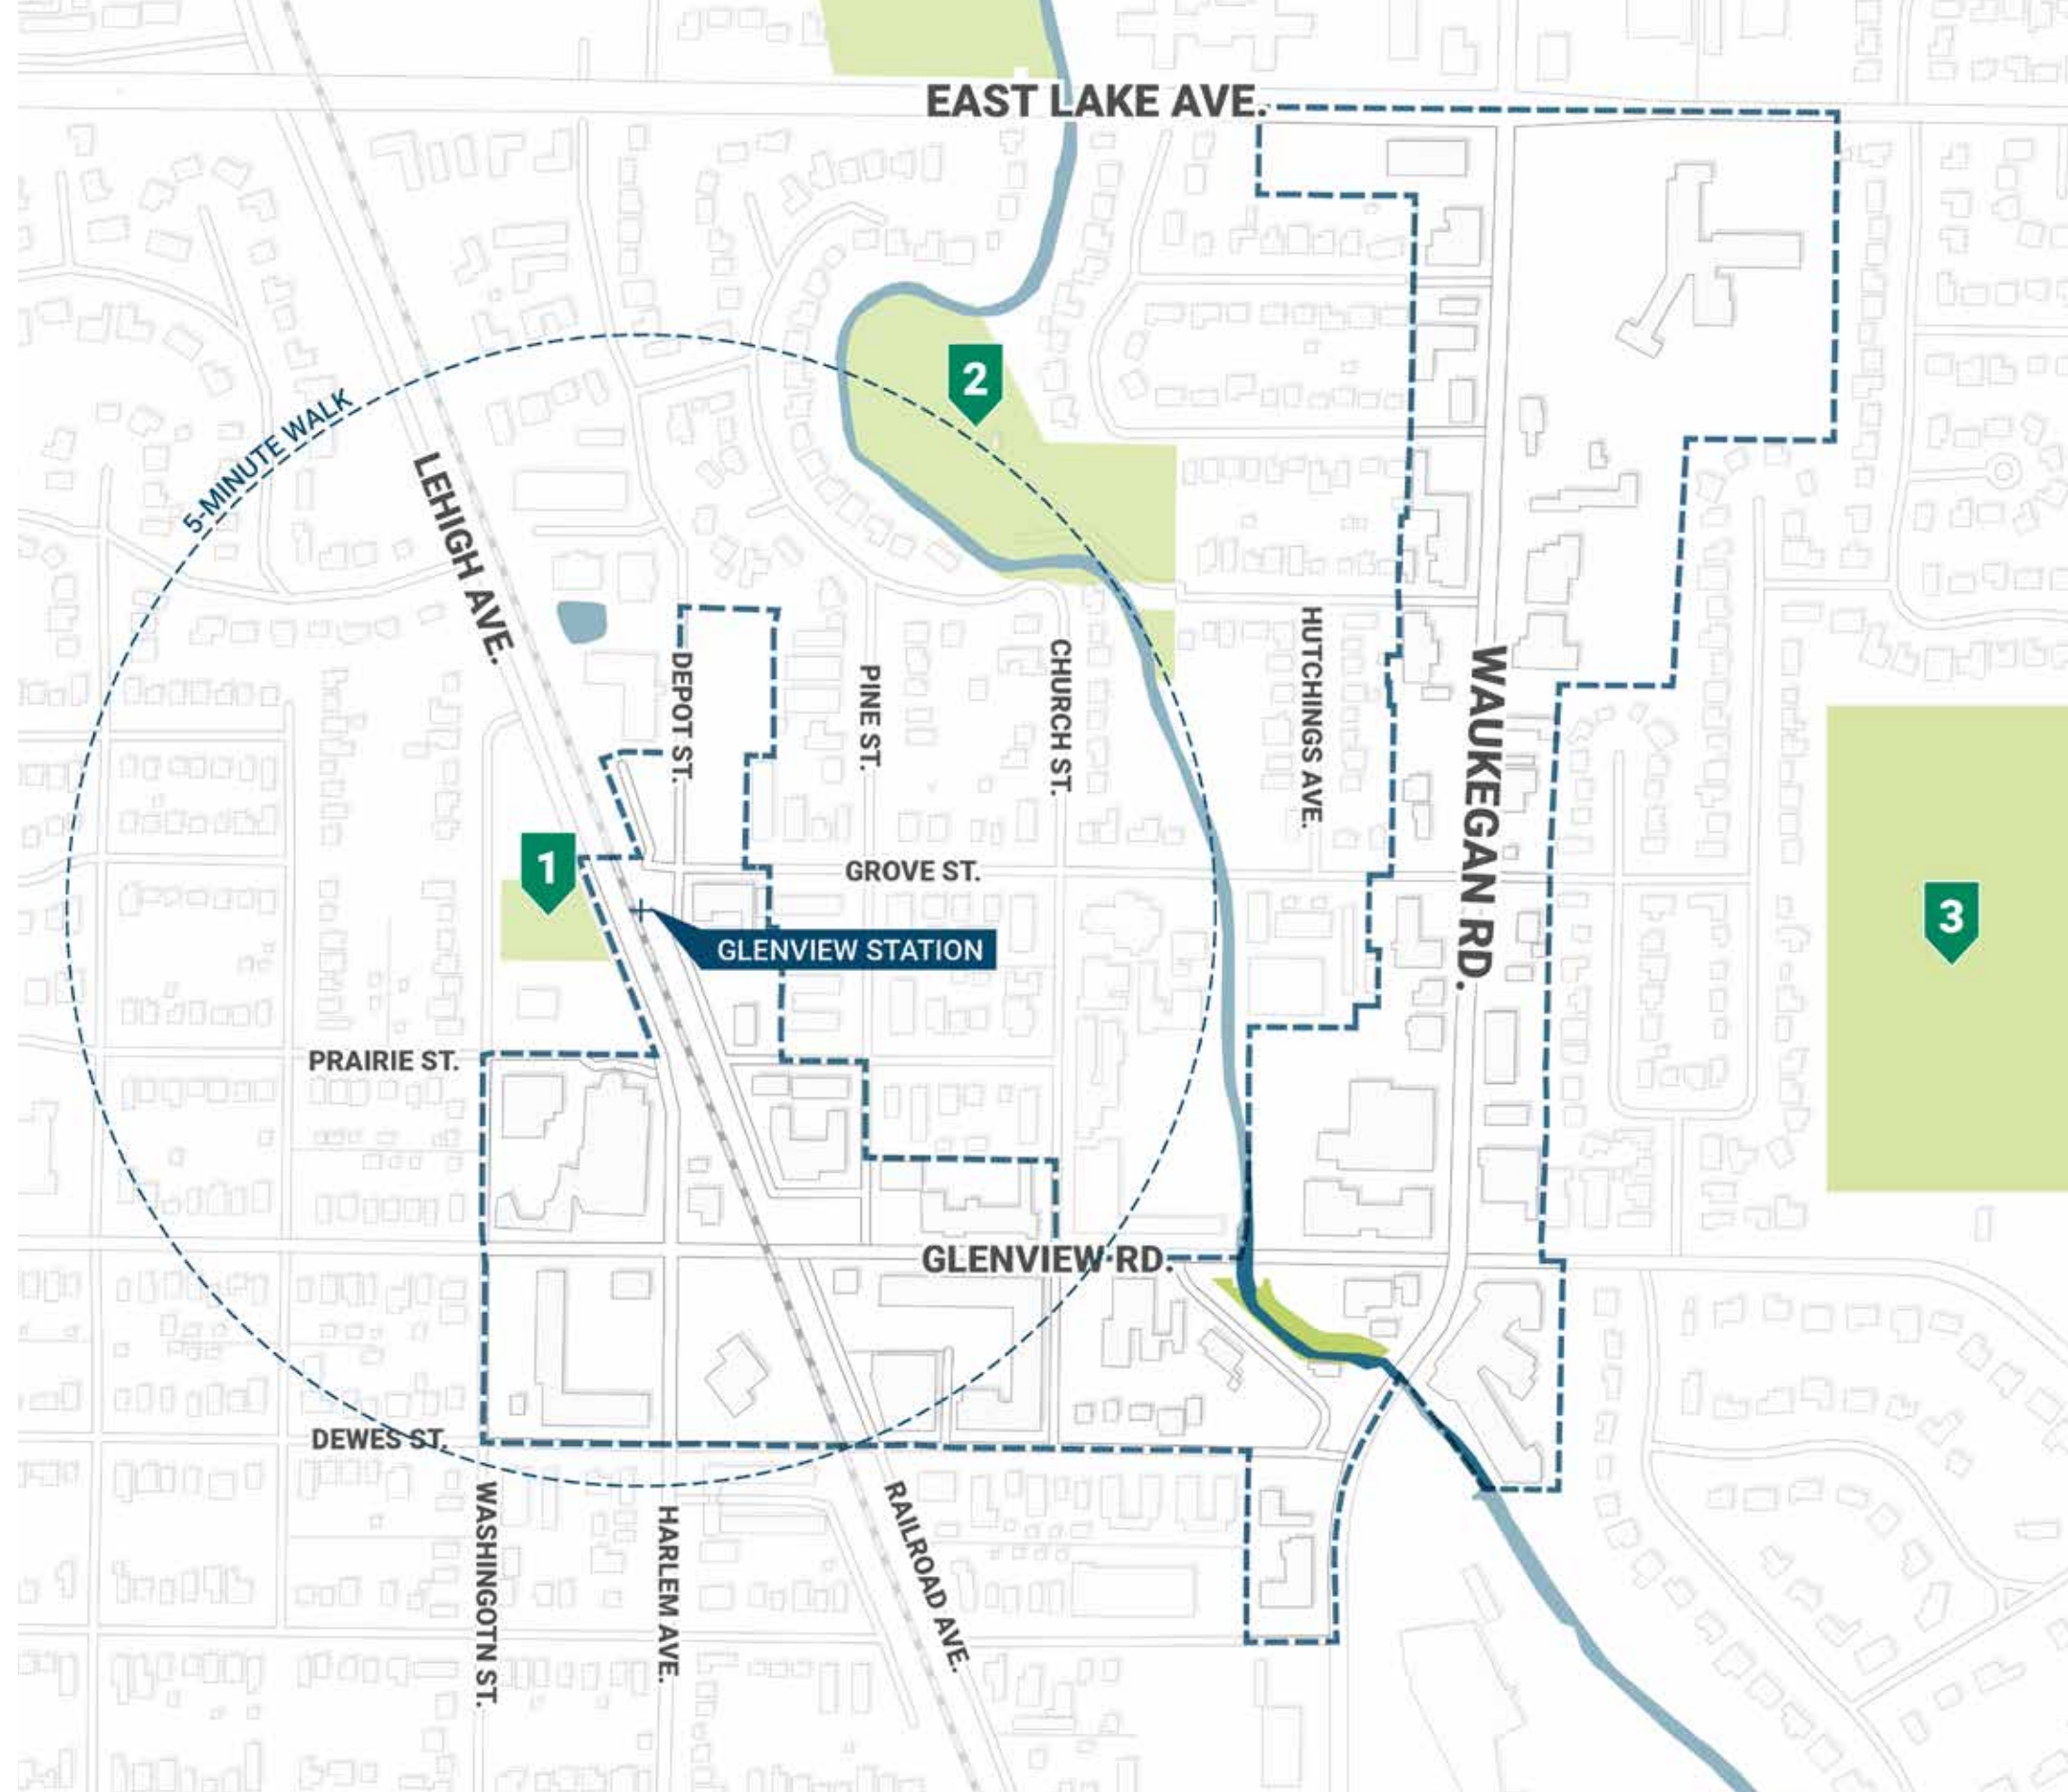 EAST LAKE AVE.
2
5-MINUTE WALK
LEHIGH AVE.
DEPOT ST.
PINE ST.
CHURCH ST.
HUTCHINGS AVE.
WAUKEGAN RD.
1
GROVE ST.
3
GLENVIEW STATION
PRAIRIE ST.
GLENVIEW RD.
DEWES ST.
WASHINGOTN ST.
HARLEM AVE.
RAILROAD AVE.